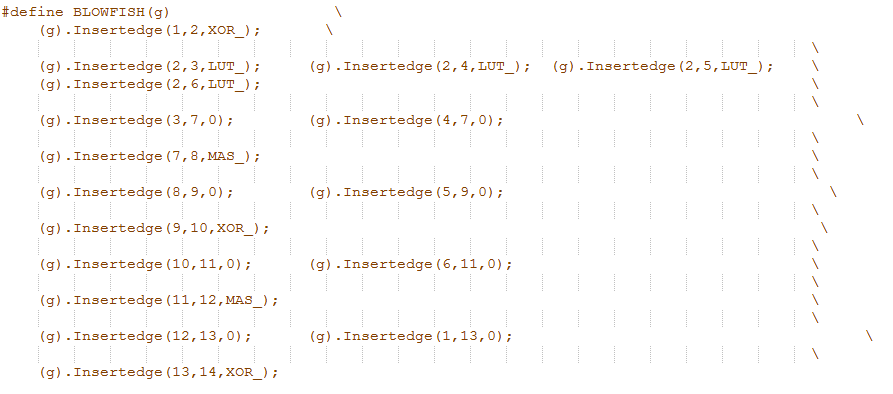 #define BLOWFISH(g) \
(g).Insertedge(1,2,XOR_); \
\
(g).Insertedge(2,3,LUT_); (g).Insertedge(2,4,LUT_); (g).Insertedge(2,5,LUT_); \
(g).Insertedge(2,6,LUT_); \
\
(g).Insertedge(3,7,0); (g).Insertedge(4,7,0); \
\
(g).Insertedge(7,8,MAS_); \
\
(g).Insertedge(8,9,0); (g).Insertedge(5,9,0); \
\
(g).Insertedge(9,10,XOR_); \
\
(g).Insertedge(10,11,0); (g).Insertedge(6,11,0); \
\
(g).Insertedge(11,12,MAS_); \
\
(g).Insertedge(12,13,0); (g).Insertedge(1,13,0); \
\
(g).Insertedge(13,14,XOR_);